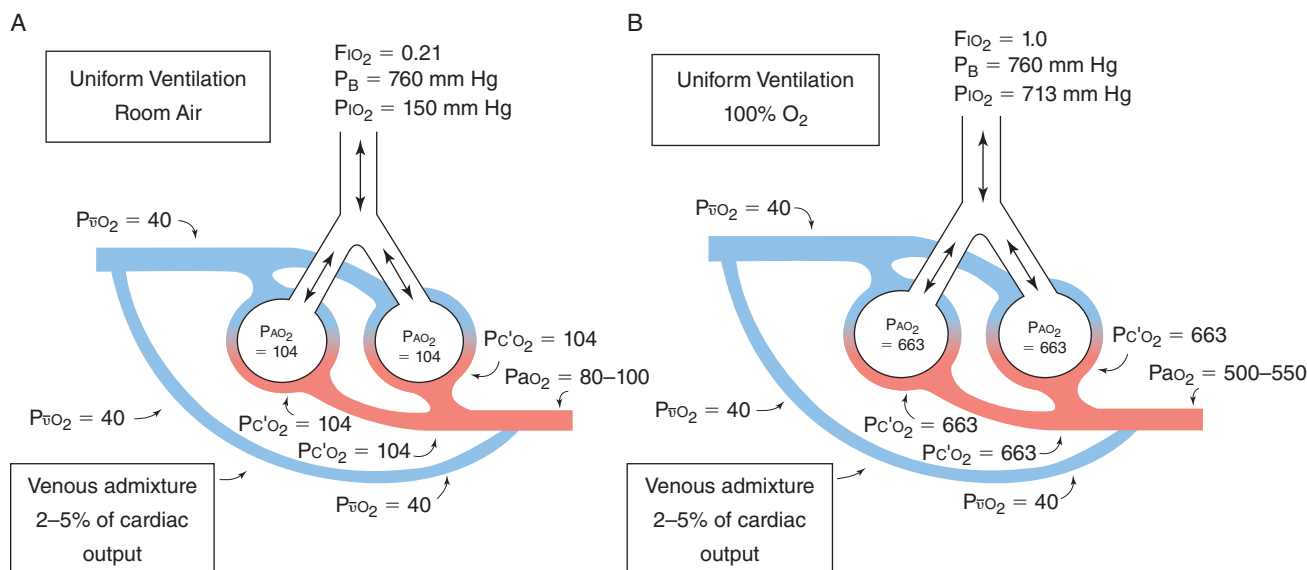 A
Uniform Ventilation
Room Air
FIO₂ = 0.21
PB = 760 mm Hg
PIO₂ = 150 mm Hg
Pv̅O₂ = 40
PAO₂
= 104
PAO₂
= 104
Pc'O₂ = 104
PaO₂ = 80–100
Pv̅O₂ = 40
Pc'O₂ = 104
Pc'O₂ = 104
Pv̅O₂ = 40
Venous admixture
2–5% of cardiac
output
B
Uniform Ventilation
100% O₂
FIO₂ = 1.0
PB = 760 mm Hg
PIO₂ = 713 mm Hg
Pv̅O₂ = 40
PAO₂
= 663
PAO₂
= 663
Pc'O₂ = 663
PaO₂ = 500–550
Pv̅O₂ = 40
Pc'O₂ = 663
Pc'O₂ = 663
Pv̅O₂ = 40
Venous admixture
2–5% of cardiac
output